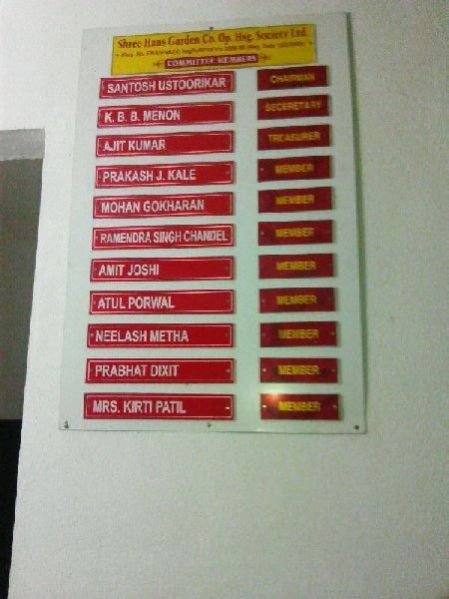 Shree Hans Garden Co. Op. Hsg. Society Ltd.
COMMITTEE MEMBERS
SANTOSH USTOORIKAR CHAIRMAN
K. B. B. MENON SECERETARY
AJIT KUMAR TREASURER
PRAKASH J. KALE MEMBER
MOHAN GOKHARAN MEMBER
RAMENDRA SINGH CHANDEL MEMBER
AMIT JOSHI MEMBER
ATUL PORWAL MEMBER
NEELASH METHA MEMBER
PRABHAT DIXIT MEMBER
MRS. KIRTI PATIL MEMBER